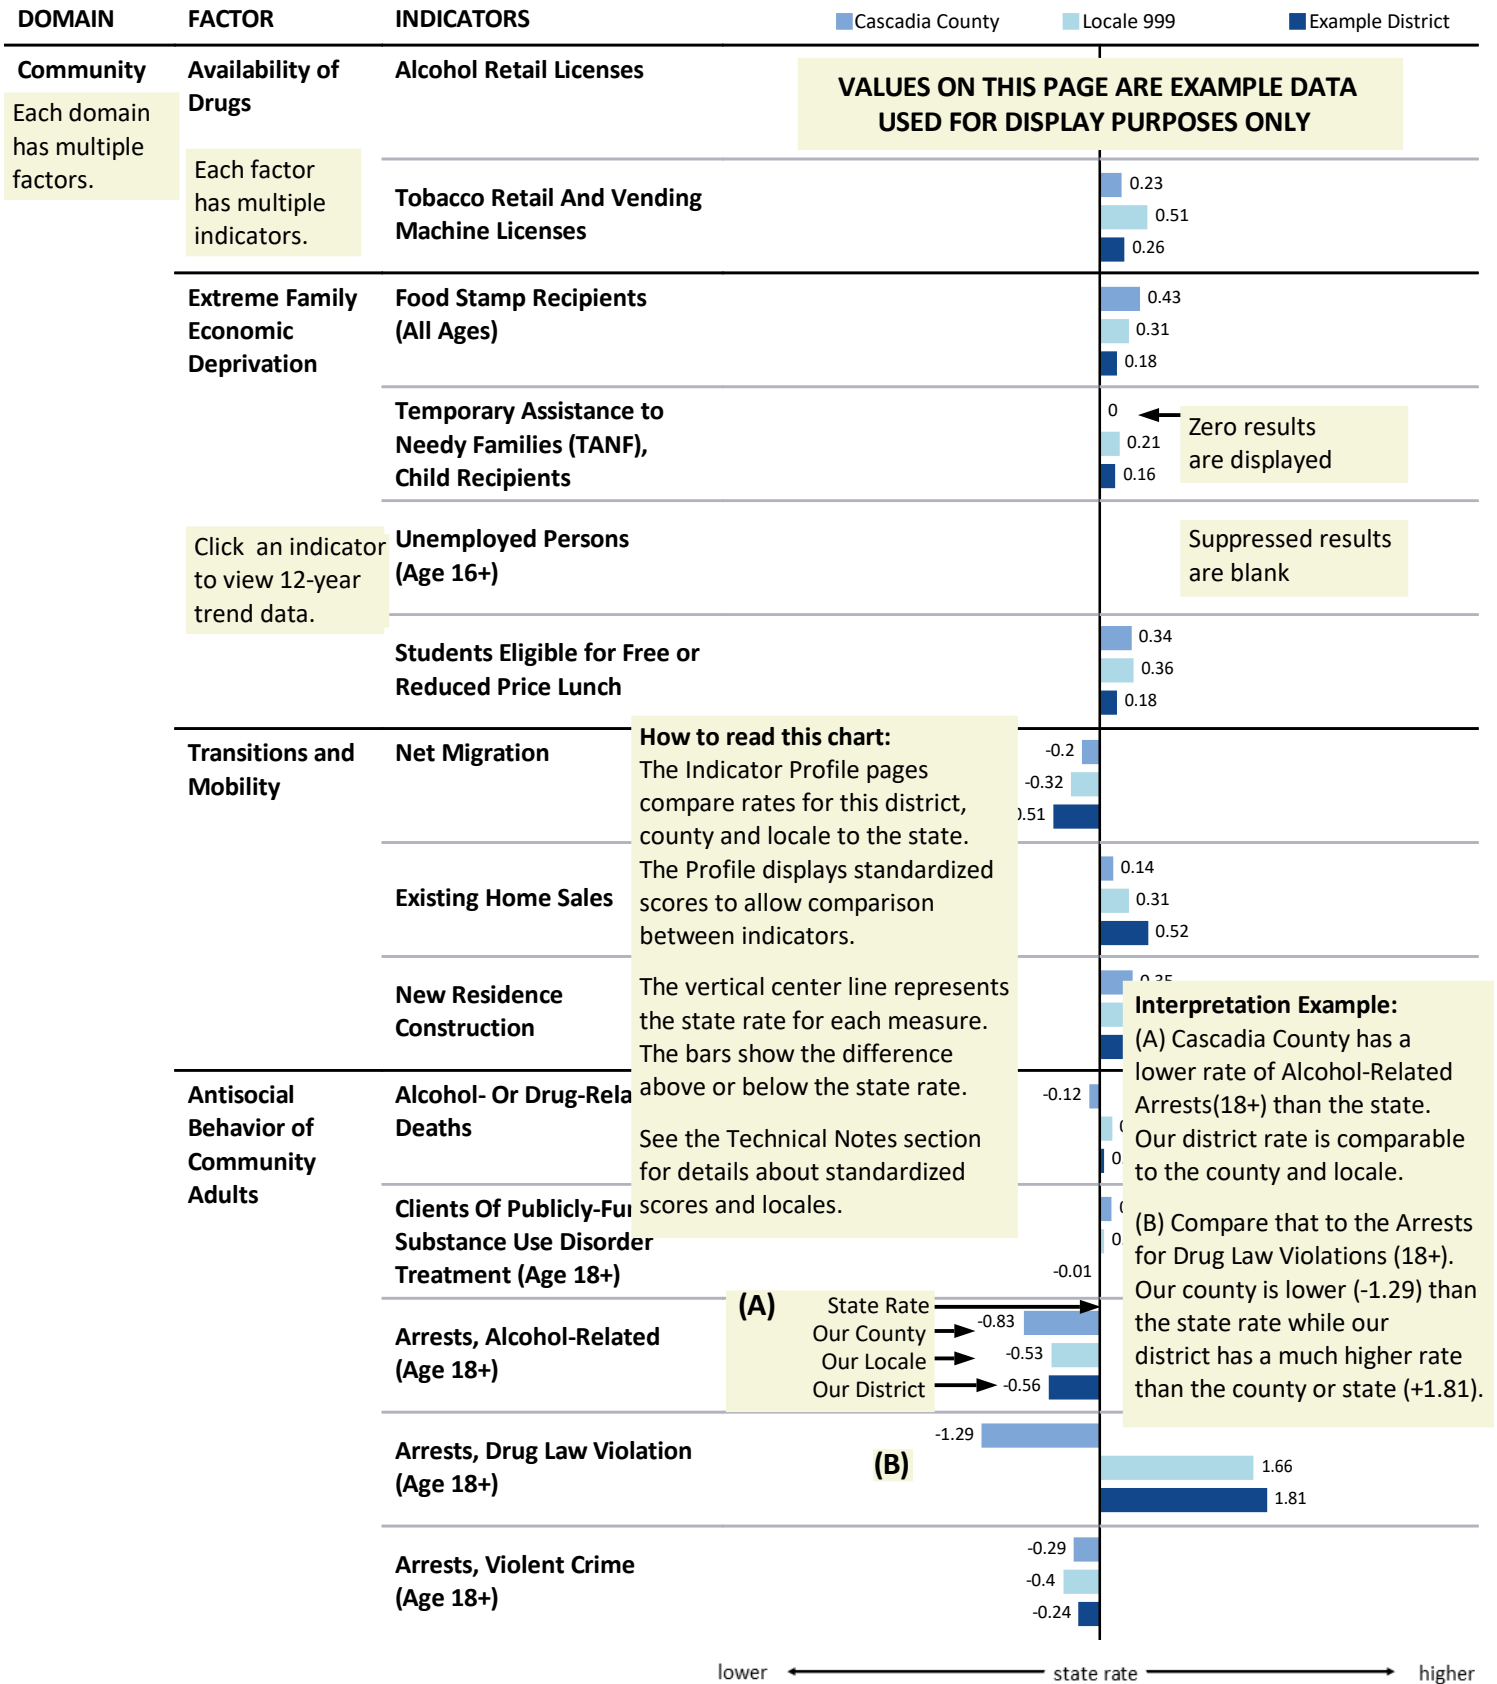 DOMAIN FACTOR INDICATORS Cascadia County Locale 999 Example District
Community
Each domain
has multiple
factors.
Availability of
Drugs
Each factor
has multiple
indicators.
Alcohol Retail Licenses
VALUES ON THIS PAGE ARE EXAMPLE DATA
USED FOR DISPLAY PURPOSES ONLY
Tobacco Retail And Vending
Machine Licenses
0.23
0.51
0.26
Extreme Family
Economic
Deprivation
Food Stamp Recipients
(All Ages)
0.43
0.31
0.18
Temporary Assistance to
Needy Families (TANF),
Child Recipients
0
0.21
0.16
Zero results
are displayed
Click an indicator
to view 12-year
trend data.
Unemployed Persons
(Age 16+)
Suppressed results
are blank
Students Eligible for Free or
Reduced Price Lunch
0.34
0.36
0.18
Transitions and
Mobility
Net Migration
-0.2
-0.32
.51
How to read this chart:
The Indicator Profile pages
compare rates for this district,
county and locale to the state.
The Profile displays standardized
scores to allow comparison
between indicators.
The vertical center line represents
the state rate for each measure.
The bars show the difference
above or below the state rate.
See the Technical Notes section
for details about standardized
scores and locales.
Existing Home Sales
0.14
0.31
0.52
New Residence
Construction
Interpretation Example:
(A) Cascadia County has a
lower rate of Alcohol-Related
Arrests(18+) than the state.
Our district rate is comparable
to the county and locale.
(B) Compare that to the Arrests
for Drug Law Violations (18+).
Our county is lower (-1.29) than
the state rate while our
district has a much higher rate
than the county or state (+1.81).
Antisocial
Behavior of
Community
Adults
Alcohol- Or Drug-Rela
Deaths
-0.12
Clients Of Publicly-Fu
Substance Use Disorder
Treatment (Age 18+)
-0.01
Arrests, Alcohol-Related
(Age 18+)
(A)
State Rate
Our County
Our Locale
Our District
-0.83
-0.53
-0.56
Arrests, Drug Law Violation
(Age 18+)
(B)
-1.29
1.66
1.81
Arrests, Violent Crime
(Age 18+)
-0.29
-0.4
-0.24
lower state rate higher